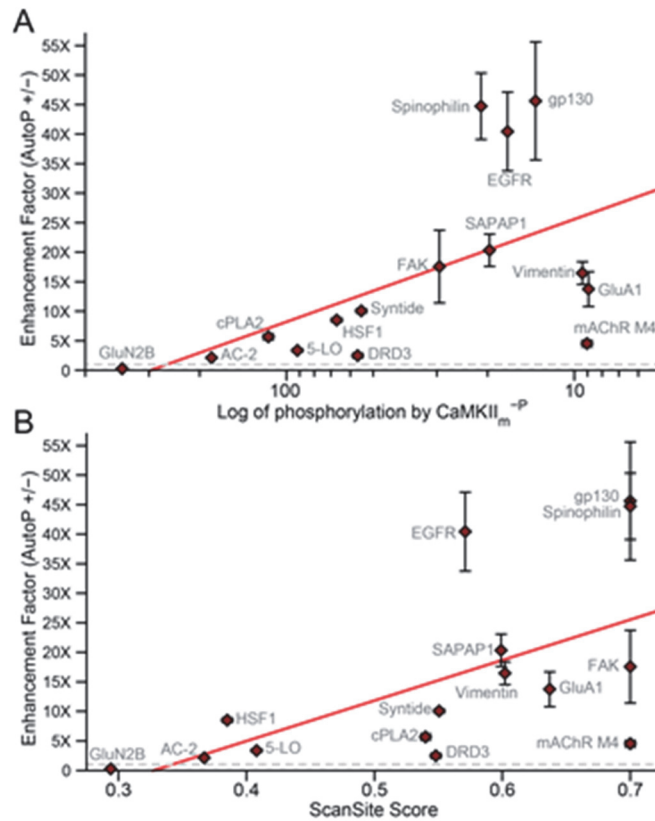 A
Enhancement Factor (AutoP +/−)
55X
50X
45X
40X
35X
30X
25X
20X
15X
10X
5X
0
Spinophilin
gp130
EGFR
SAPAP1
FAK
Vimentin
GluA1
Syntide
cPLA2
HSF1
mAChR M4
GluN2B
AC-2
5-LO
DRD3
100
10
Log of phosphorylation by CaMKIIm−P
B
Enhancement Factor (AutoP +/−)
55X
50X
45X
40X
35X
30X
25X
20X
15X
10X
5X
0
gp130
Spinophilin
EGFR
SAPAP1
FAK
Vimentin
GluA1
Syntide
HSF1
cPLA2
mAChR M4
GluN2B
AC-2
5-LO
DRD3
0.3
0.4
0.5
0.6
0.7
ScanSite Score